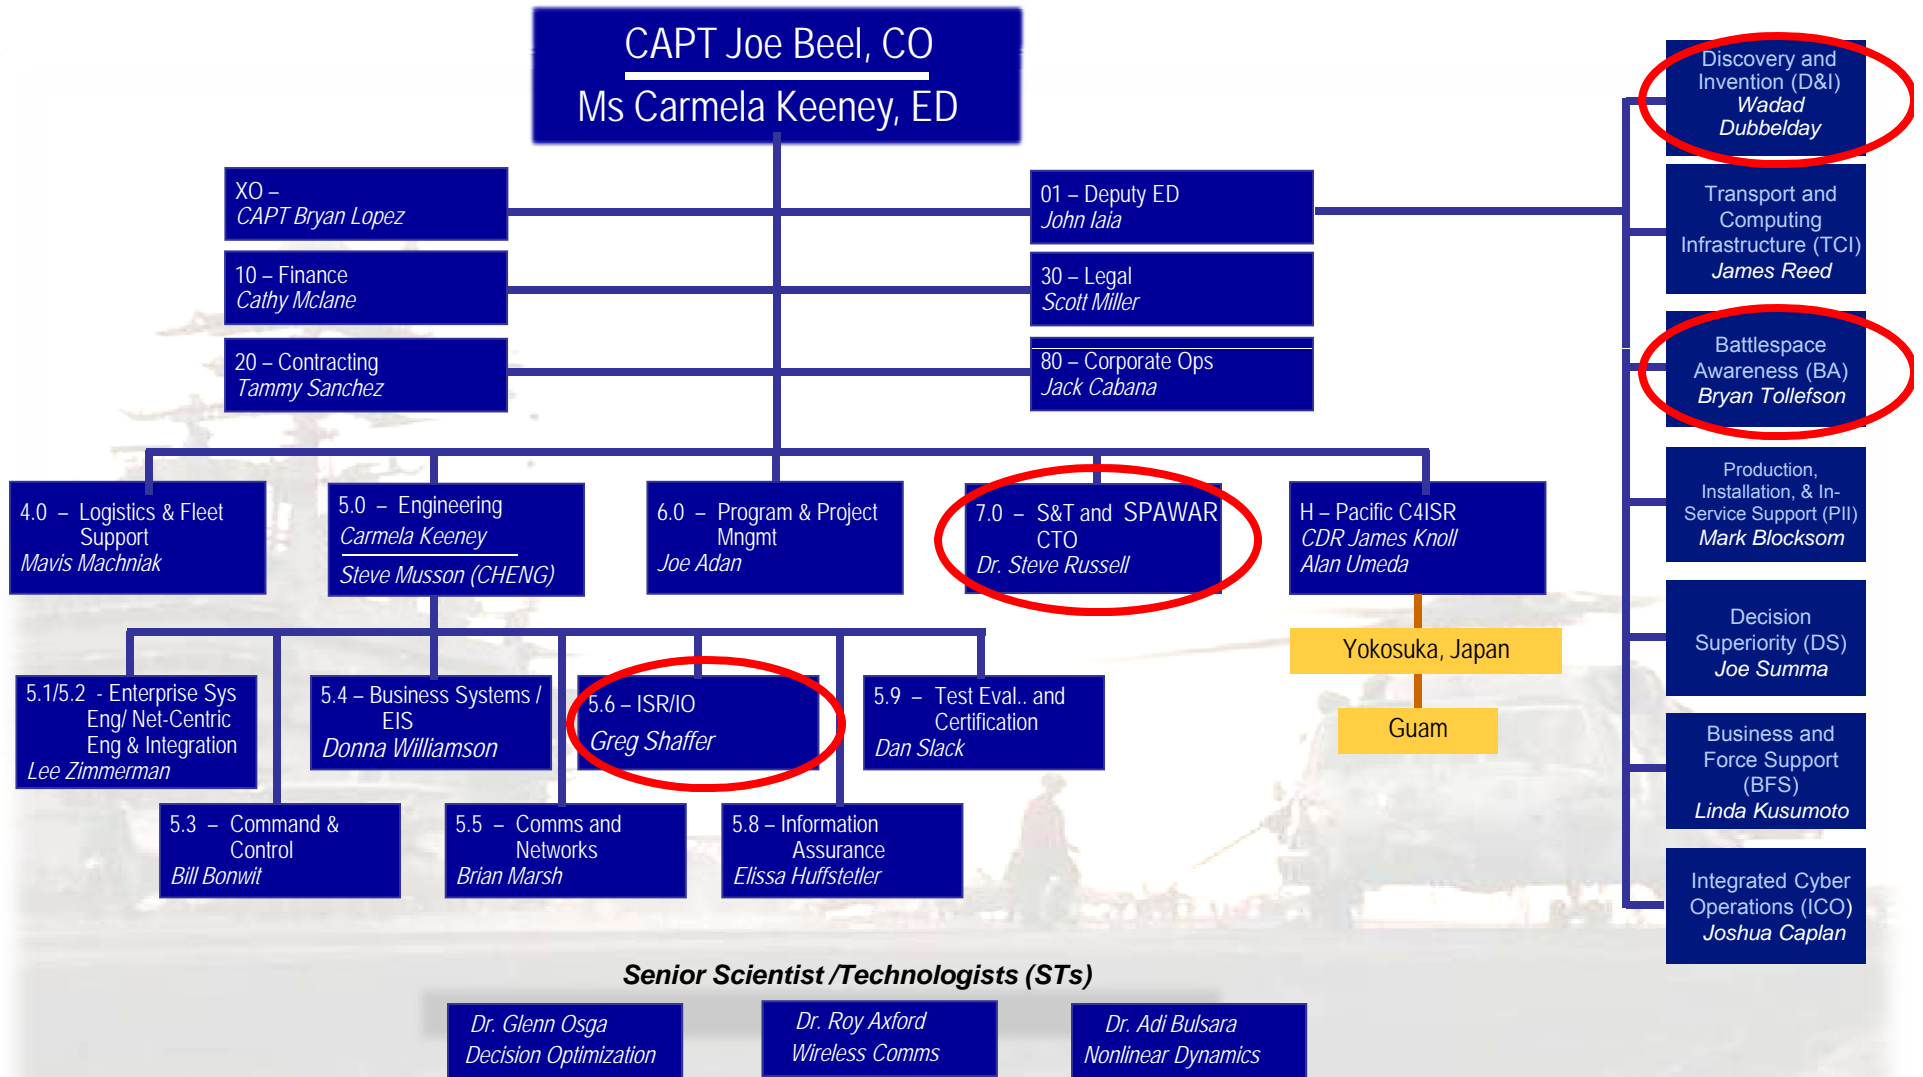 CAPT Joe Beel, CO
Ms Carmela Keeney, ED
XO –
CAPT Bryan Lopez
01 – Deputy ED
John Iaia
10 – Finance
Cathy Mclane
30 – Legal
Scott Miller
20 – Contracting
Tammy Sanchez
80 – Corporate Ops
Jack Cabana
4.0 – Logistics & Fleet
Support
Mavis Machniak
5.0 – Engineering
Carmela Keeney
Steve Musson (CHENG)
6.0 – Program & Project
Mngmt
Joe Adan
7.0 – S&T and SPAWAR
CTO
Dr. Steve Russell
H – Pacific C4ISR
CDR James Knoll
Alan Umeda
Yokosuka, Japan
Guam
5.1/5.2 - Enterprise Sys
Eng/ Net-Centric
Eng & Integration
Lee Zimmerman
5.4 – Business Systems /
EIS
Donna Williamson
5.6 – ISR/IO
Greg Shaffer
5.9 – Test Eval.. and
Certification
Dan Slack
5.3 – Command &
Control
Bill Bonwit
5.5 – Comms and
Networks
Brian Marsh
5.8 – Information
Assurance
Elissa Huffstetler
Discovery and
Invention (D&I)
Wadad
Dubbelday
Transport and
Computing
Infrastructure (TCI)
James Reed
Battlespace
Awareness (BA)
Bryan Tollefson
Production,
Installation, & In-
Service Support (PII)
Mark Blocksom
Decision
Superiority (DS)
Joe Summa
Business and
Force Support
(BFS)
Linda Kusumoto
Integrated Cyber
Operations (ICO)
Joshua Caplan
Senior Scientist /Technologists (STs)
Dr. Glenn Osga
Decision Optimization
Dr. Roy Axford
Wireless Comms
Dr. Adi Bulsara
Nonlinear Dynamics